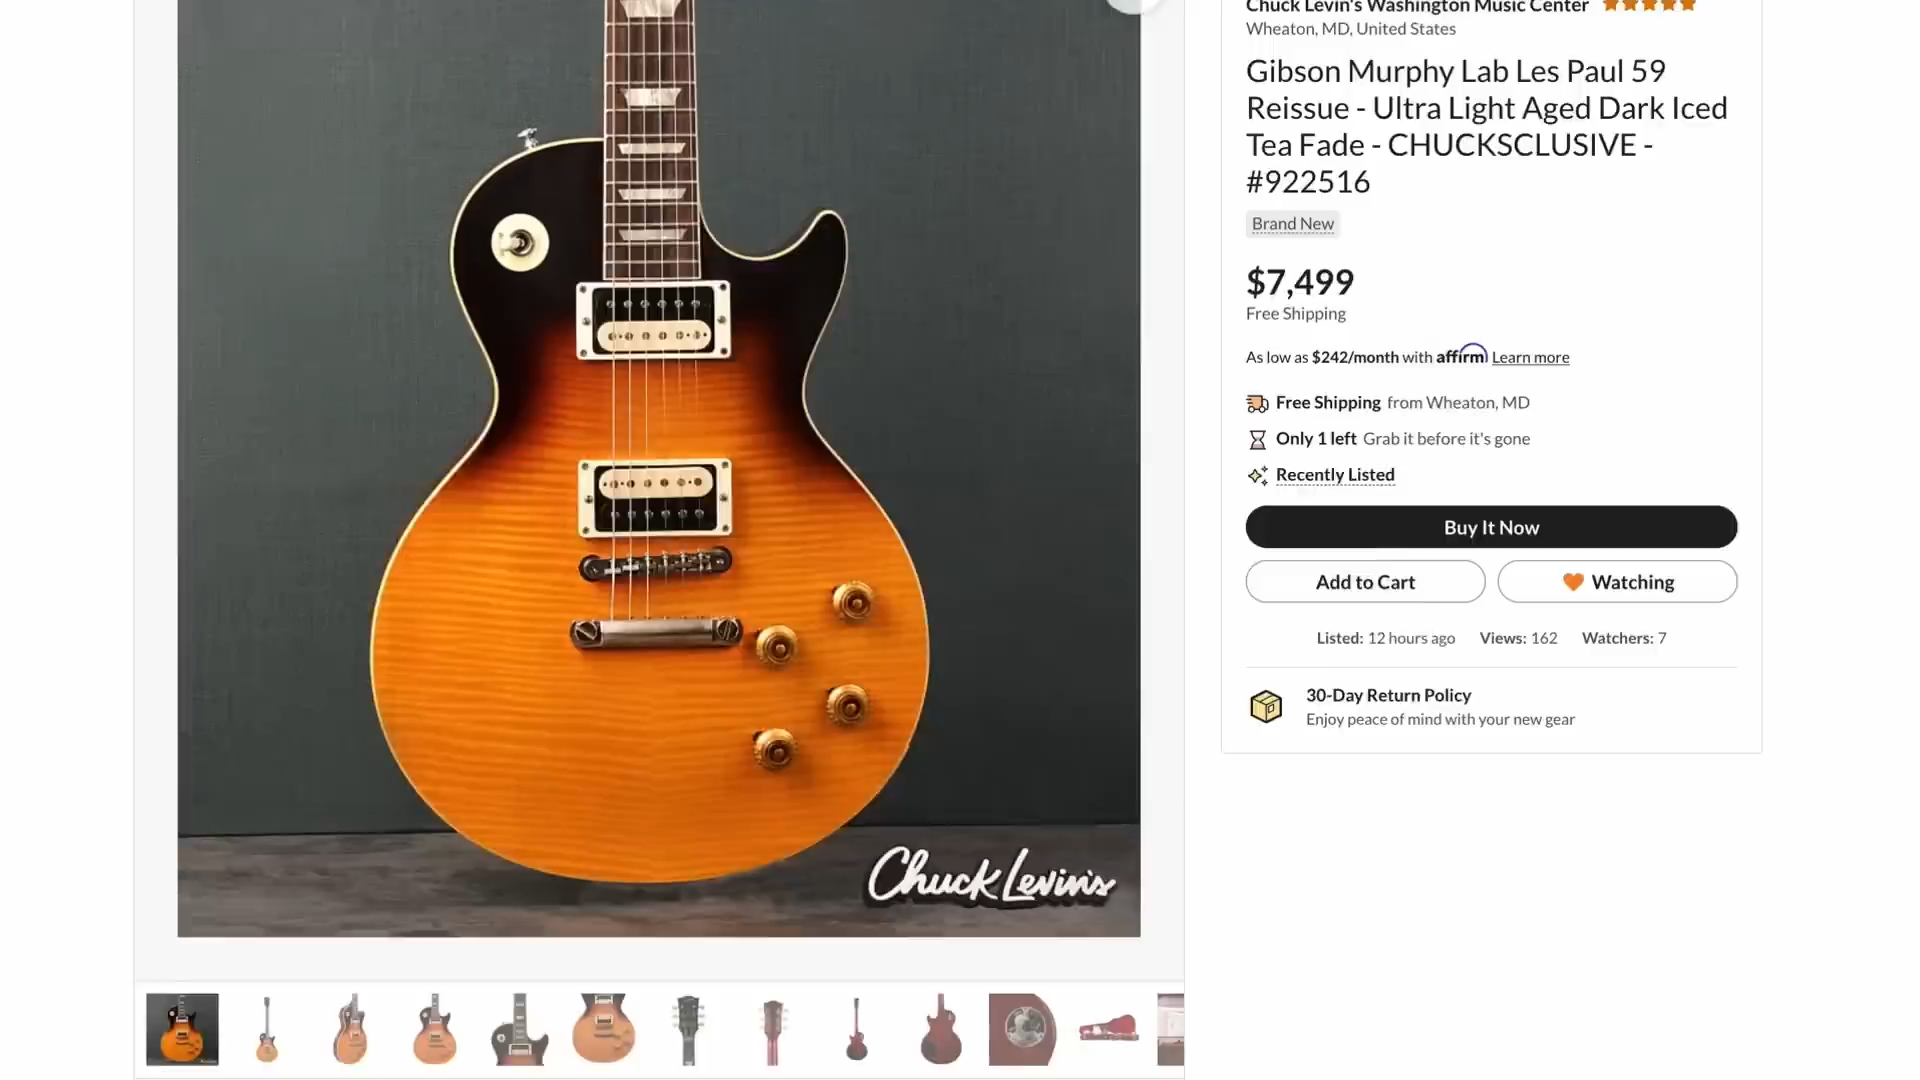 Chuck Levin's Washington Music Center
Wheaton, MD, United States
Gibson Murphy Lab Les Paul 59
Reissue - Ultra Light Aged Dark Iced
Tea Fade - CHUCKSCLUSIVE -
#922516
Brand New
$7,499
Free Shipping
As low as $242/month with affirm Learn more
Free Shipping from Wheaton, MD
Only 1 left Grab it before it's gone
Recently Listed
Buy It Now
Add to Cart
Watching
Listed: 12 hours ago Views: 162 Watchers: 7
30-Day Return Policy
Enjoy peace of mind with your new gear
Chuck Levin's